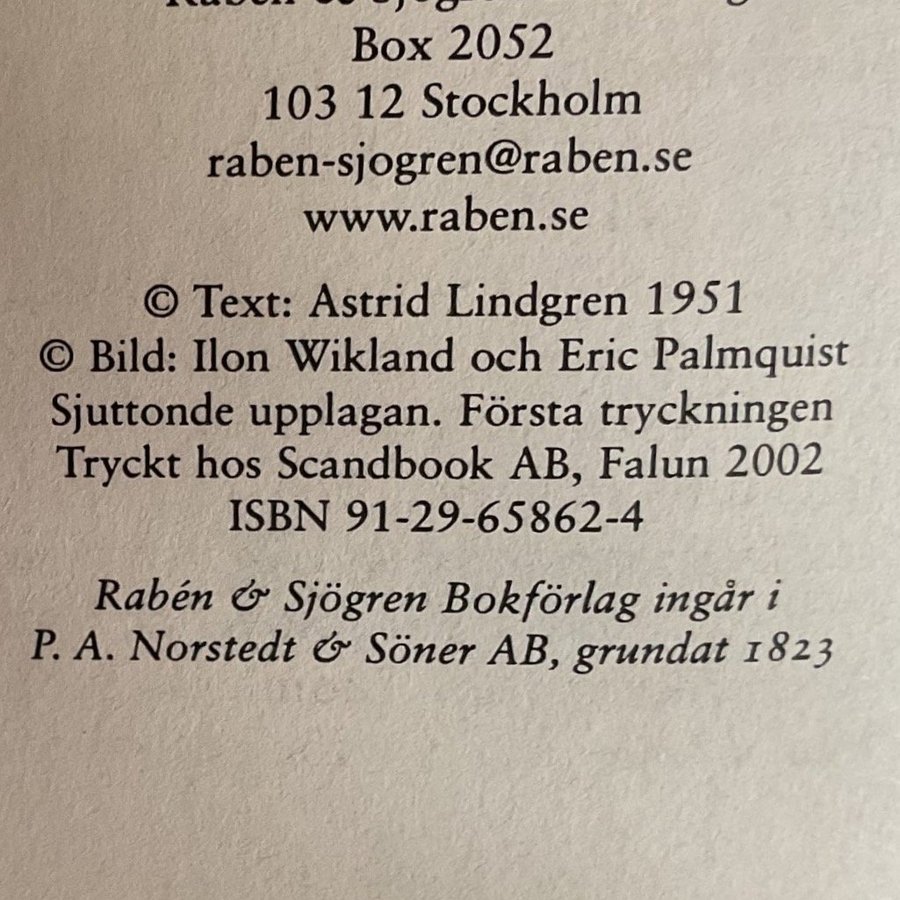 Box 2052
103 12 Stockholm
raben-sjogren@raben.se
www.raben.se
© Text: Astrid Lindgren 1951
© Bild: Ilon Wikland och Eric Palmquist
Sjuttonde upplagan. Första tryckningen
Tryckt hos Scandbook AB, Falun 2002
ISBN 91-29-65862-4
Rabén & Sjögren Bokförlag ingår i
P. A. Norstedt & Söner AB, grundat 1823